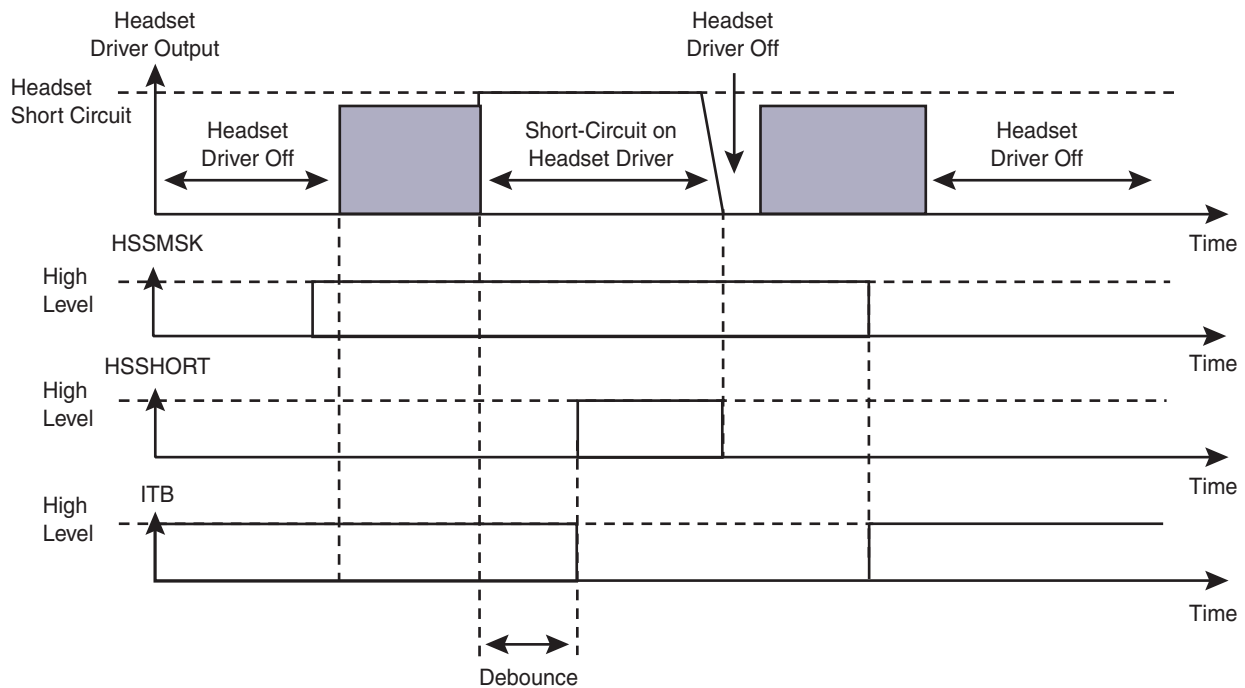 Headset
Driver Output
Headset
Driver Off
Headset
Short Circuit
Headset
Driver Off
Short-Circuit on
Headset Driver
Headset
Driver Off
Time
HSSMSK
High
Level
Time
HSSHORT
High
Level
Time
ITB
High
Level
Time
Debounce